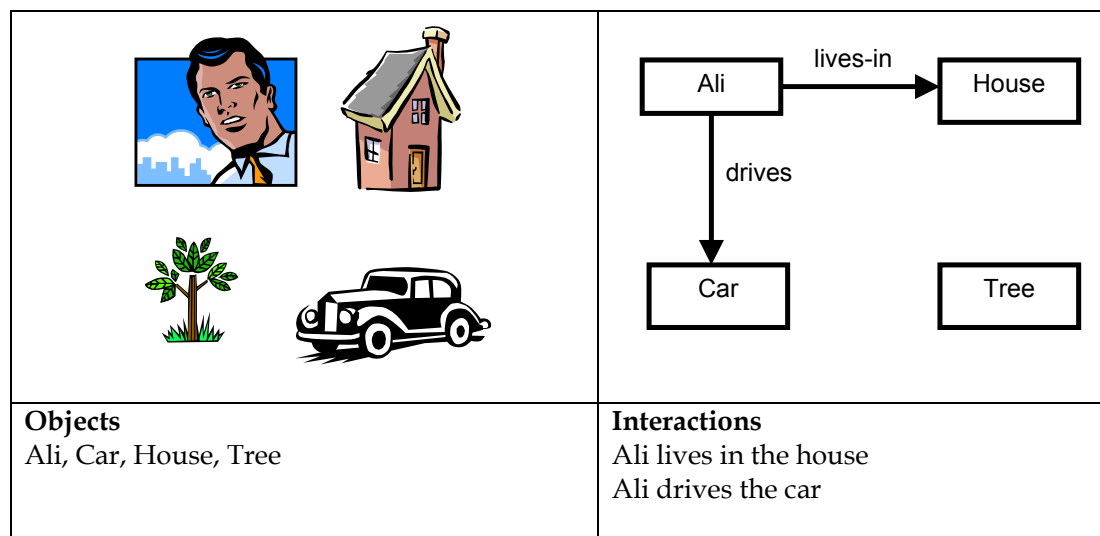 lives-in
Ali
House
drives
Car
Tree
Objects
Ali, Car, House, Tree
Interactions
Ali lives in the house
Ali drives the car